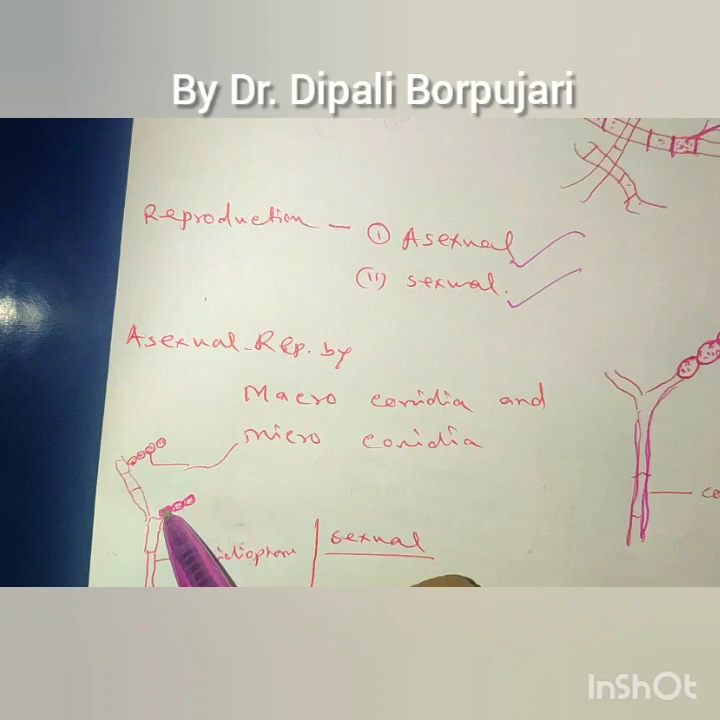 By Dr. Dipali Borpujari
Reproduction — (i) Asexual
(ii) sexual.
Asexual Rep. by
Macro conidia and
micro conidia
sexual
InShOt